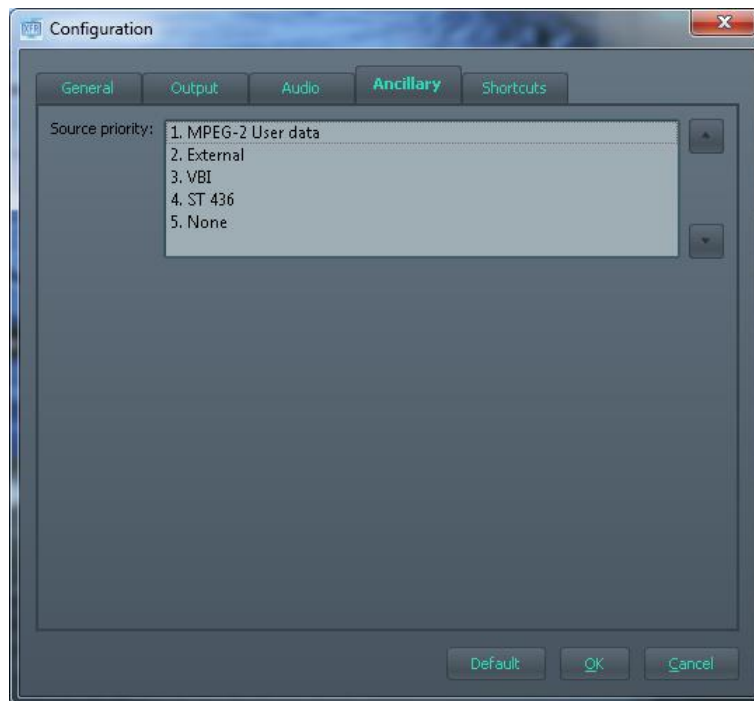 Configuration
General Output Audio Ancillary Shortcuts
Source priority:
1. MPEG-2 User data
2. External
3. VBI
4. ST 436
5. None
Default OK Cancel